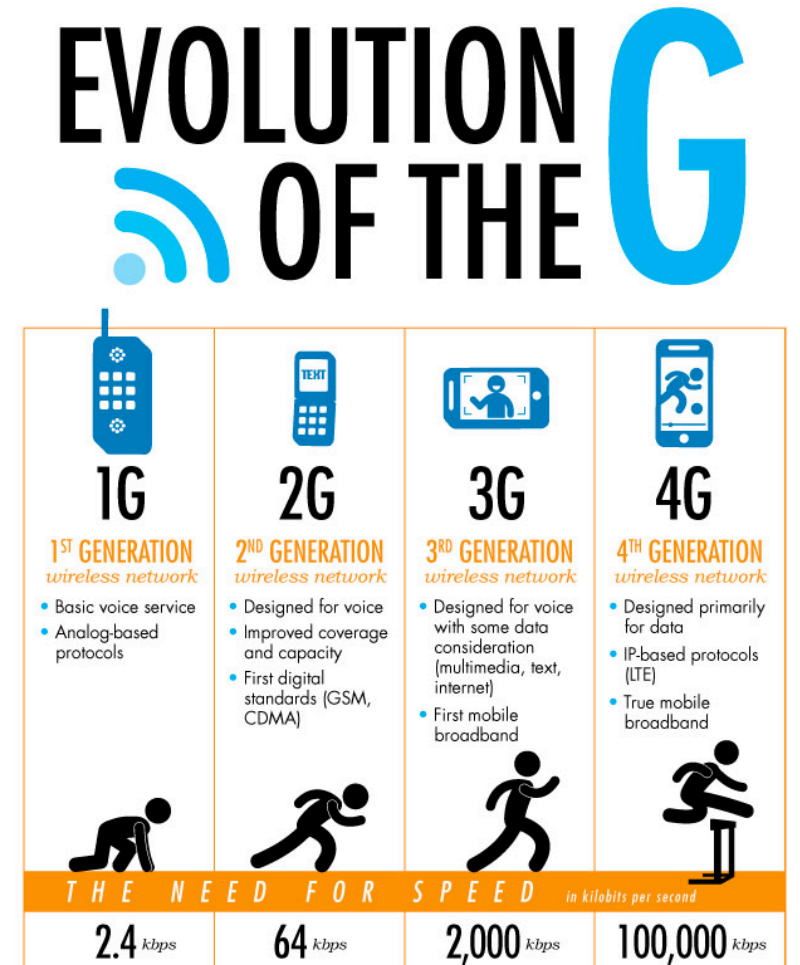 EVOLUTION
OF THE
G
TEXT
1G
1ST GENERATION
wireless network
• Basic voice service
• Analog-based
protocols
2G
2ND GENERATION
wireless network
• Designed for voice
• Improved coverage
and capacity
• First digital
standards (GSM,
CDMA)
3G
3RD GENERATION
wireless network
• Designed for voice
with some data
consideration
(multimedia, text,
internet)
• First mobile
broadband
4G
4TH GENERATION
wireless network
• Designed primarily
for data
• IP-based protocols
(LTE)
• True mobile
broadband
THE NEED FOR SPEED in kilobits per second
2.4 kbps
64 kbps
2,000 kbps
100,000 kbps